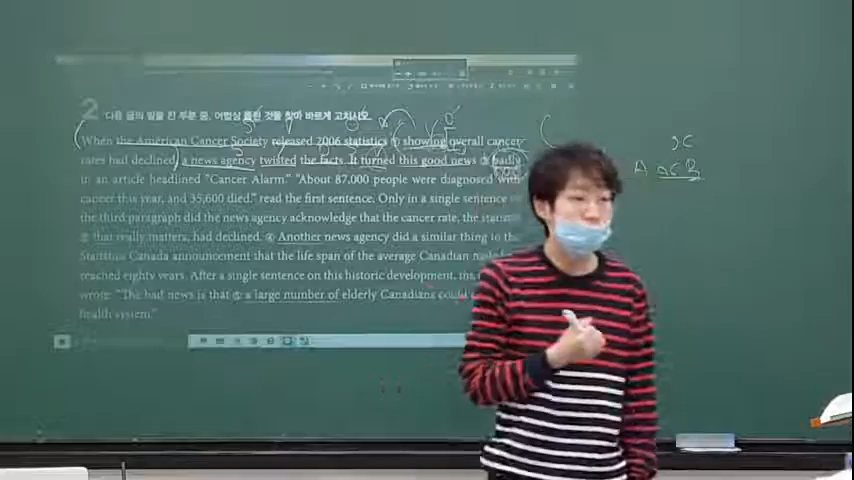 2 다음 글의 밑줄 친 부분 중, 어법상 틀린 것을 찾아 바르게 고치시오.
When the American Cancer Society released 2006 statistics ① showing overall cancer
rates had declined, a news agency twisted the facts. It turned this good news ② badly
in an article headlined "Cancer Alarm." "About 87,000 people were diagnosed with
cancer this year, and 35,600 died." read the first sentence. Only in a single sentence
the third paragraph did the news agency acknowledge that the cancer rate, the
③ that really matters, had declined. ④ Another news agency did a similar thing to the
Statistics Canada announcement that the life span of the average Canadian
reached eighty years. After a single sentence on this historic development, the
wrote: "The bad news is that ⑤ a large number of elderly Canadians could
health system."